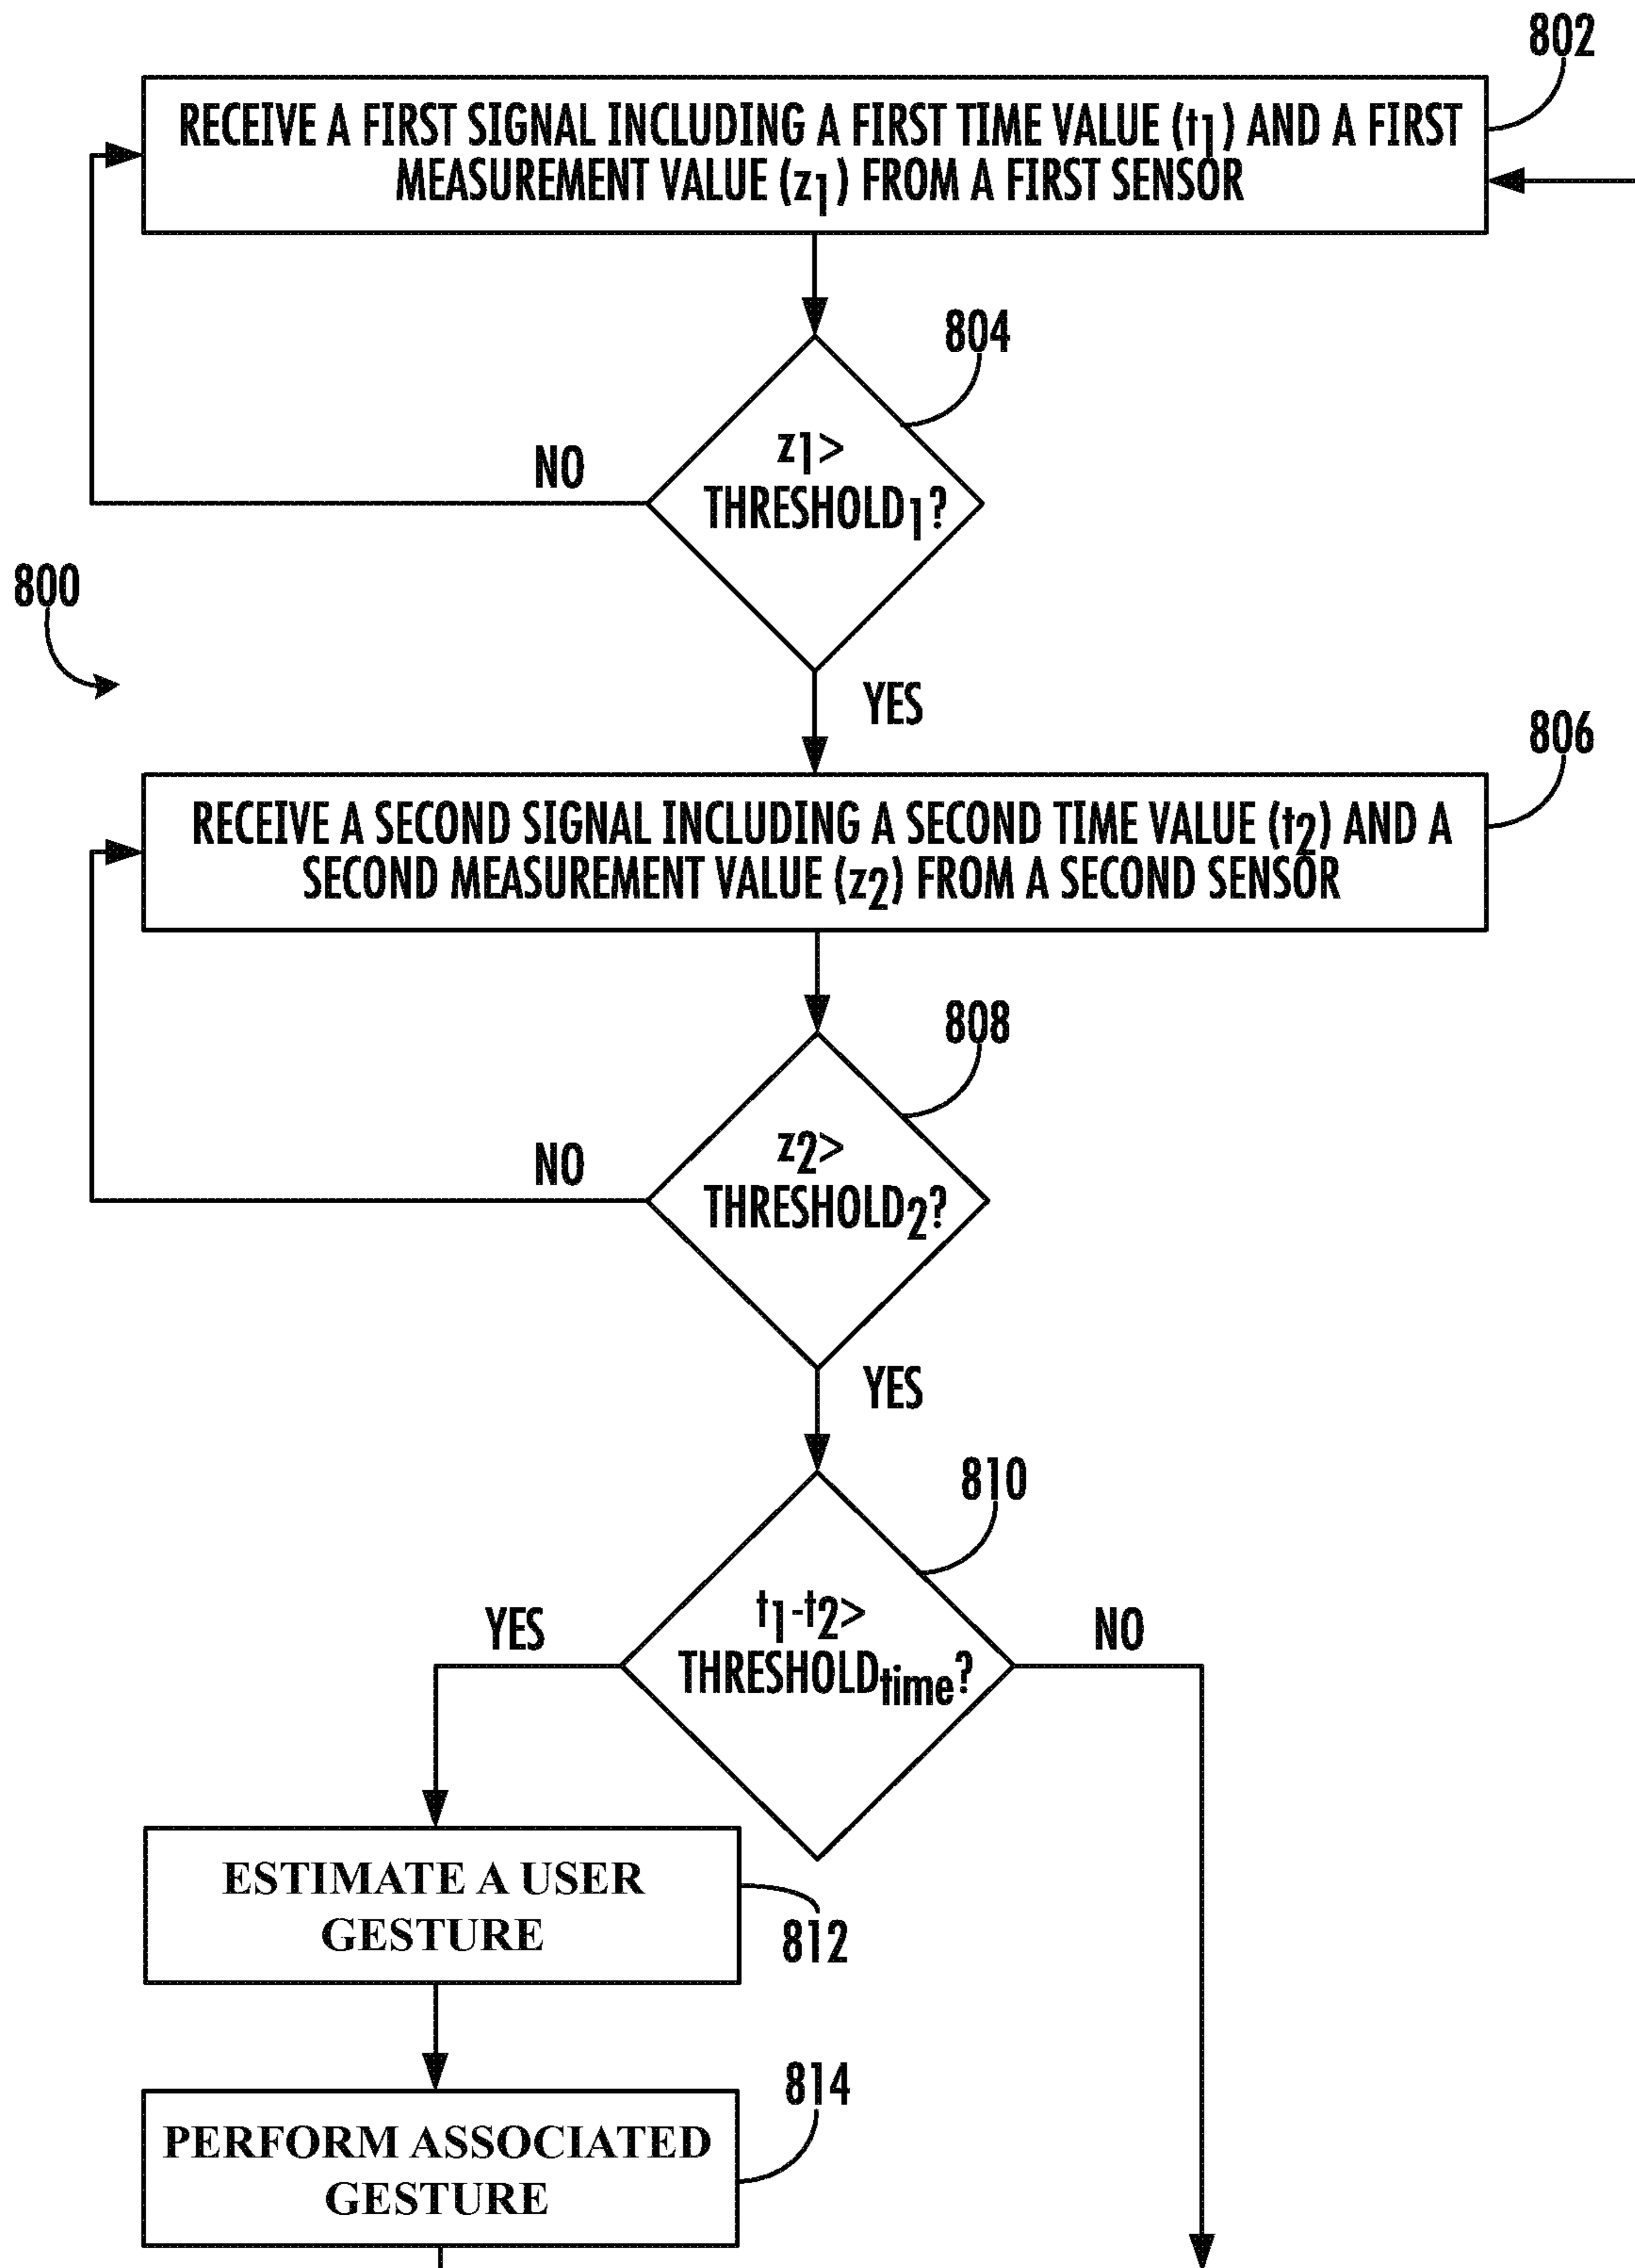 802
RECEIVE A FIRST SIGNAL INCLUDING A FIRST TIME VALUE (t1) AND A FIRST
MEASUREMENT VALUE (z1) FROM A FIRST SENSOR
804
z1>
THRESHOLD1?
NO
800
YES
806
RECEIVE A SECOND SIGNAL INCLUDING A SECOND TIME VALUE (t2) AND A
SECOND MEASUREMENT VALUE (z2) FROM A SECOND SENSOR
808
z2>
THRESHOLD2?
NO
YES
810
t1-t2>
THRESHOLDtime?
YES
NO
ESTIMATE A USER
GESTURE
812
814
PERFORM ASSOCIATED
GESTURE